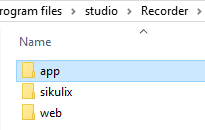 rogram files > studio > Recorder >
Name
app
sikulix
web